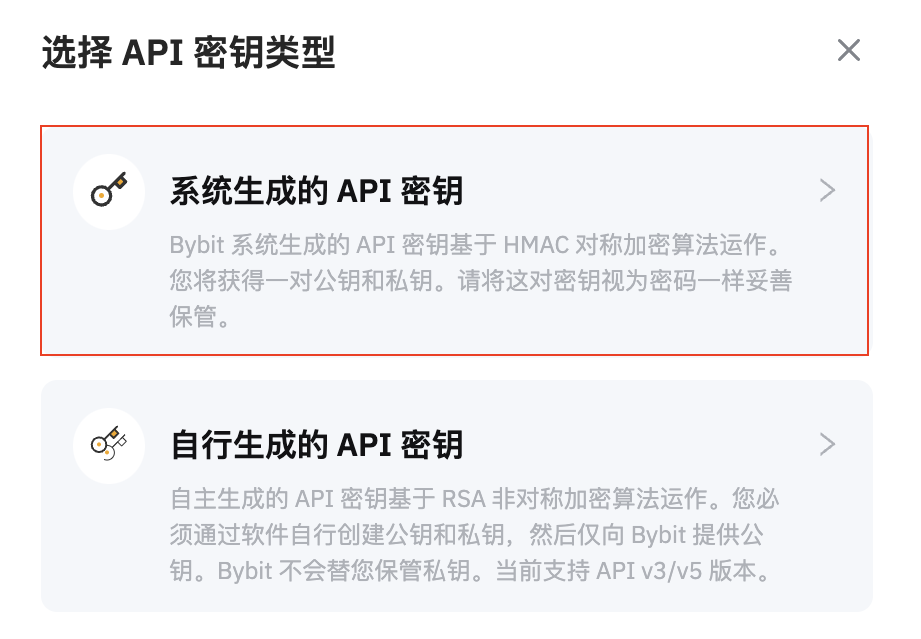 选择 API 密钥类型
系统生成的 API 密钥
Bybit 系统生成的 API 密钥基于 HMAC 对称加密算法运作。
您将获得一对公钥和私钥。请将这对密钥视为密码一样妥善
保管。
自行生成的 API 密钥
自主生成的 API 密钥基于 RSA 非对称加密算法运作。您必
须通过软件自行创建公钥和私钥，然后仅向 Bybit 提供公
钥。Bybit 不会替您保管私钥。当前支持 API v3/v5 版本。